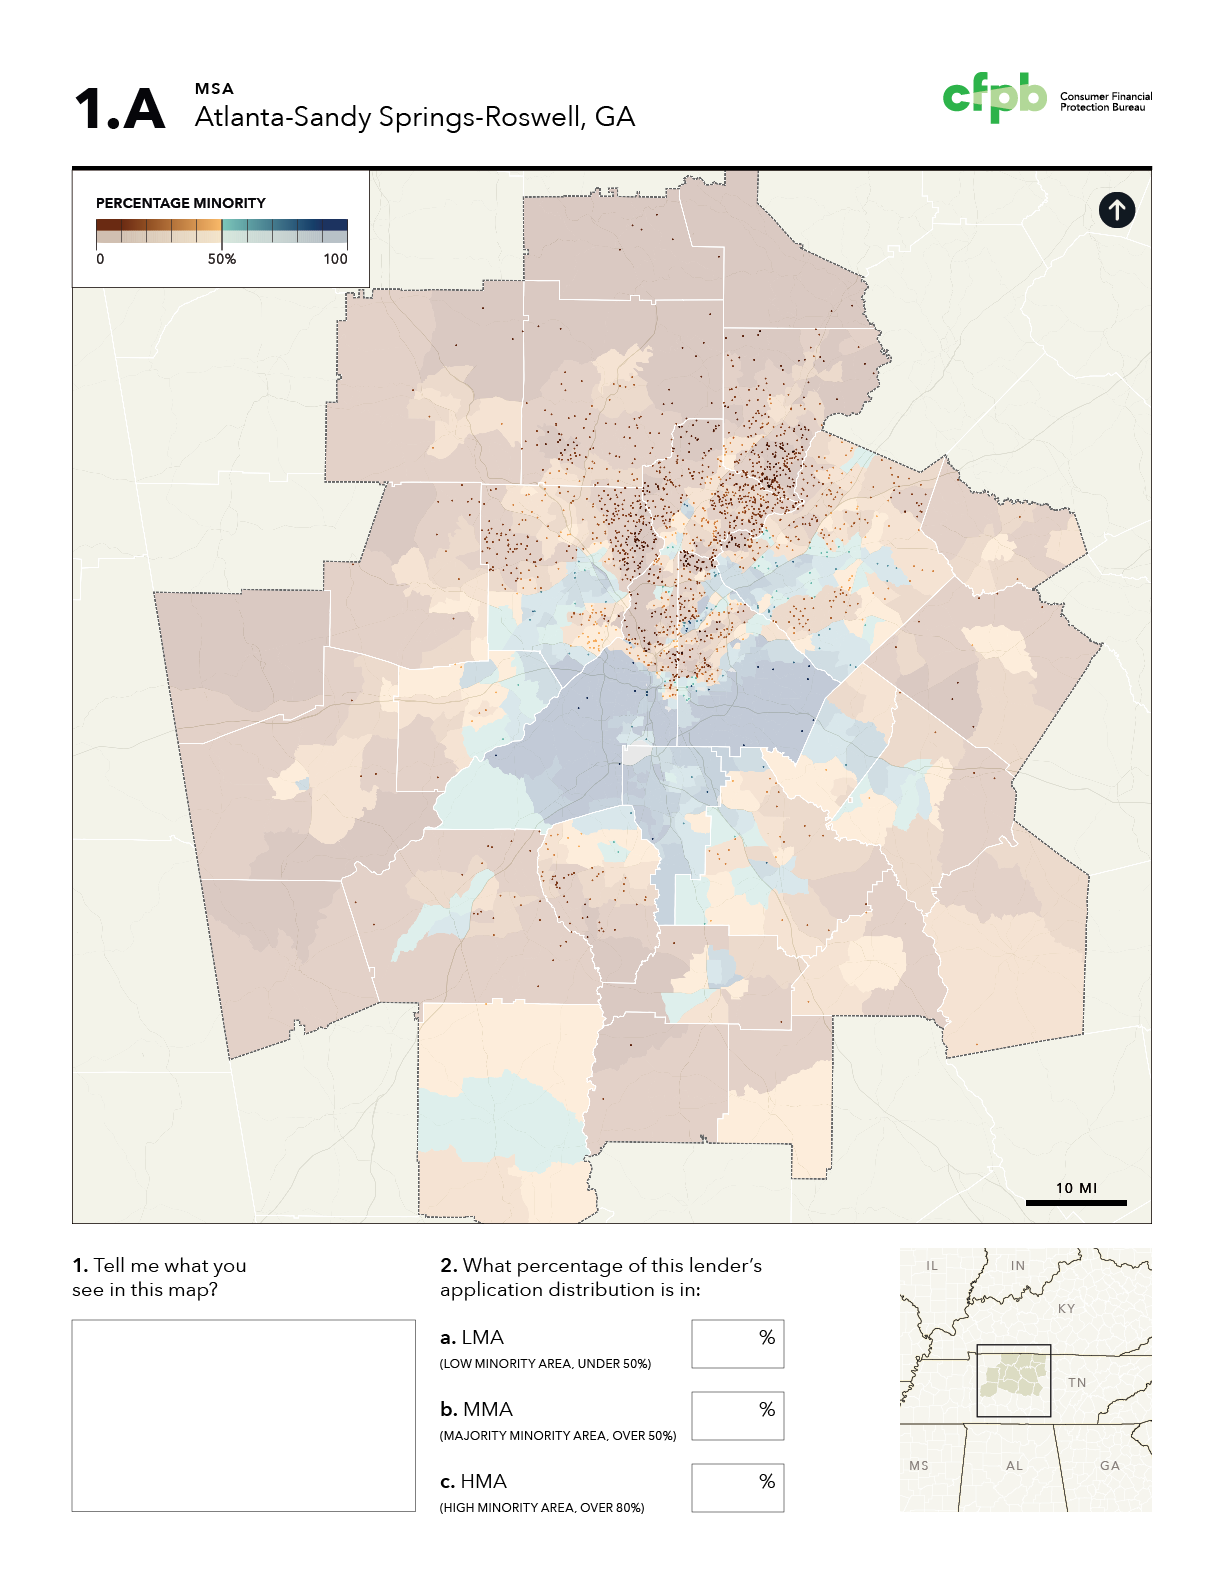 1.A
MSA
Atlanta-Sandy Springs-Roswell, GA
cfpb
Consumer Financial
Protection Bureau
PERCENTAGE MINORITY
0 50% 100
10 MI
1. Tell me what you
see in this map?
2. What percentage of this lender's
application distribution is in:
a. LMA
%
(LOW MINORITY AREA, UNDER 50%)
b. MMA
%
(MAJORITY MINORITY AREA, OVER 50%)
c. HMA
%
(HIGH MINORITY AREA, OVER 80%)
IL
IN
KY
TN
MS
AL
GA